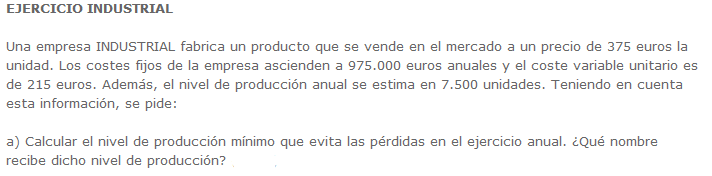 EJERCICIO INDUSTRIAL
Una empresa INDUSTRIAL fabrica un producto que se vende en el mercado a un precio de 375 euros la
unidad. Los costes fijos de la empresa ascienden a 975.000 euros anuales y el coste variable unitario es
de 215 euros. Además, el nivel de producción anual se estima en 7.500 unidades. Teniendo en cuenta
esta información, se pide:
a) Calcular el nivel de producción mínimo que evita las pérdidas en el ejercicio anual. ¿Qué nombre
recibe dicho nivel de producción?